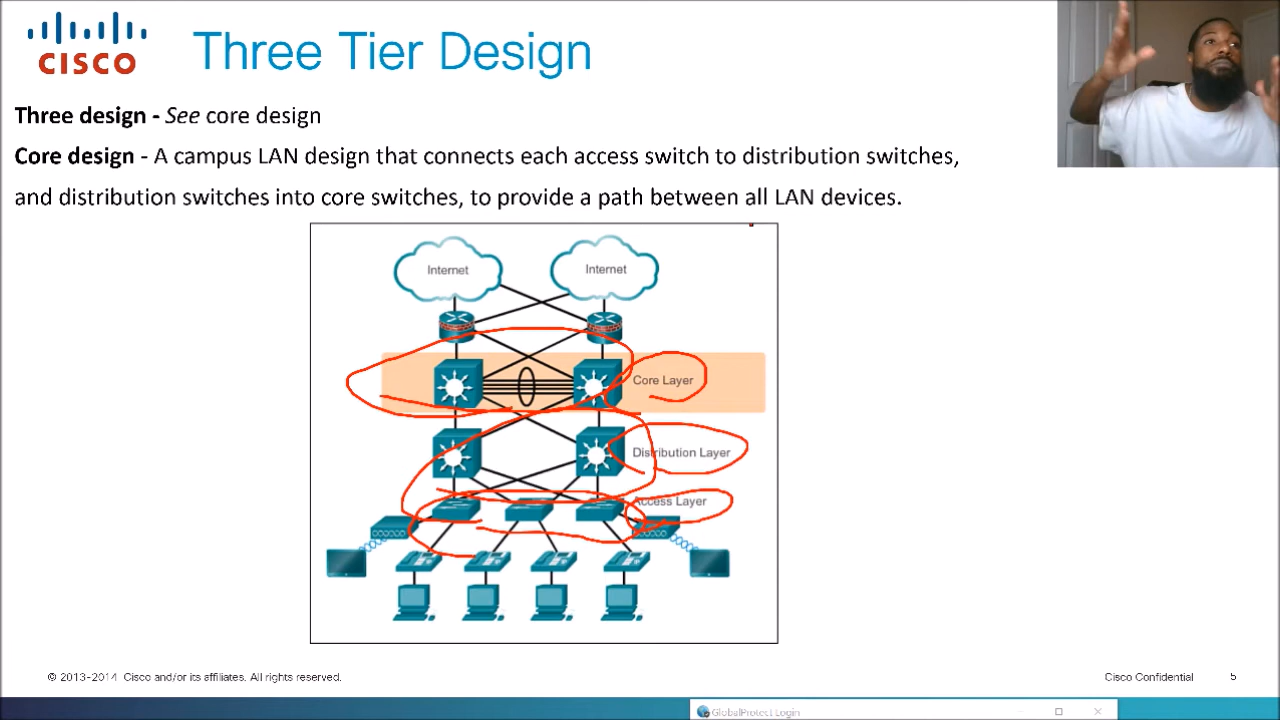 CISCO
Three Tier Design
Three design - See core design
Core design - A campus LAN design that connects each access switch to distribution switches,
and distribution switches into core switches, to provide a path between all LAN devices.
Internet
Internet
Core Layer
Distribution Layer
Access Layer
© 2013-2014 Cisco and/or its affiliates. All rights reserved.
Cisco Confidential
5
GlobalProtect Login